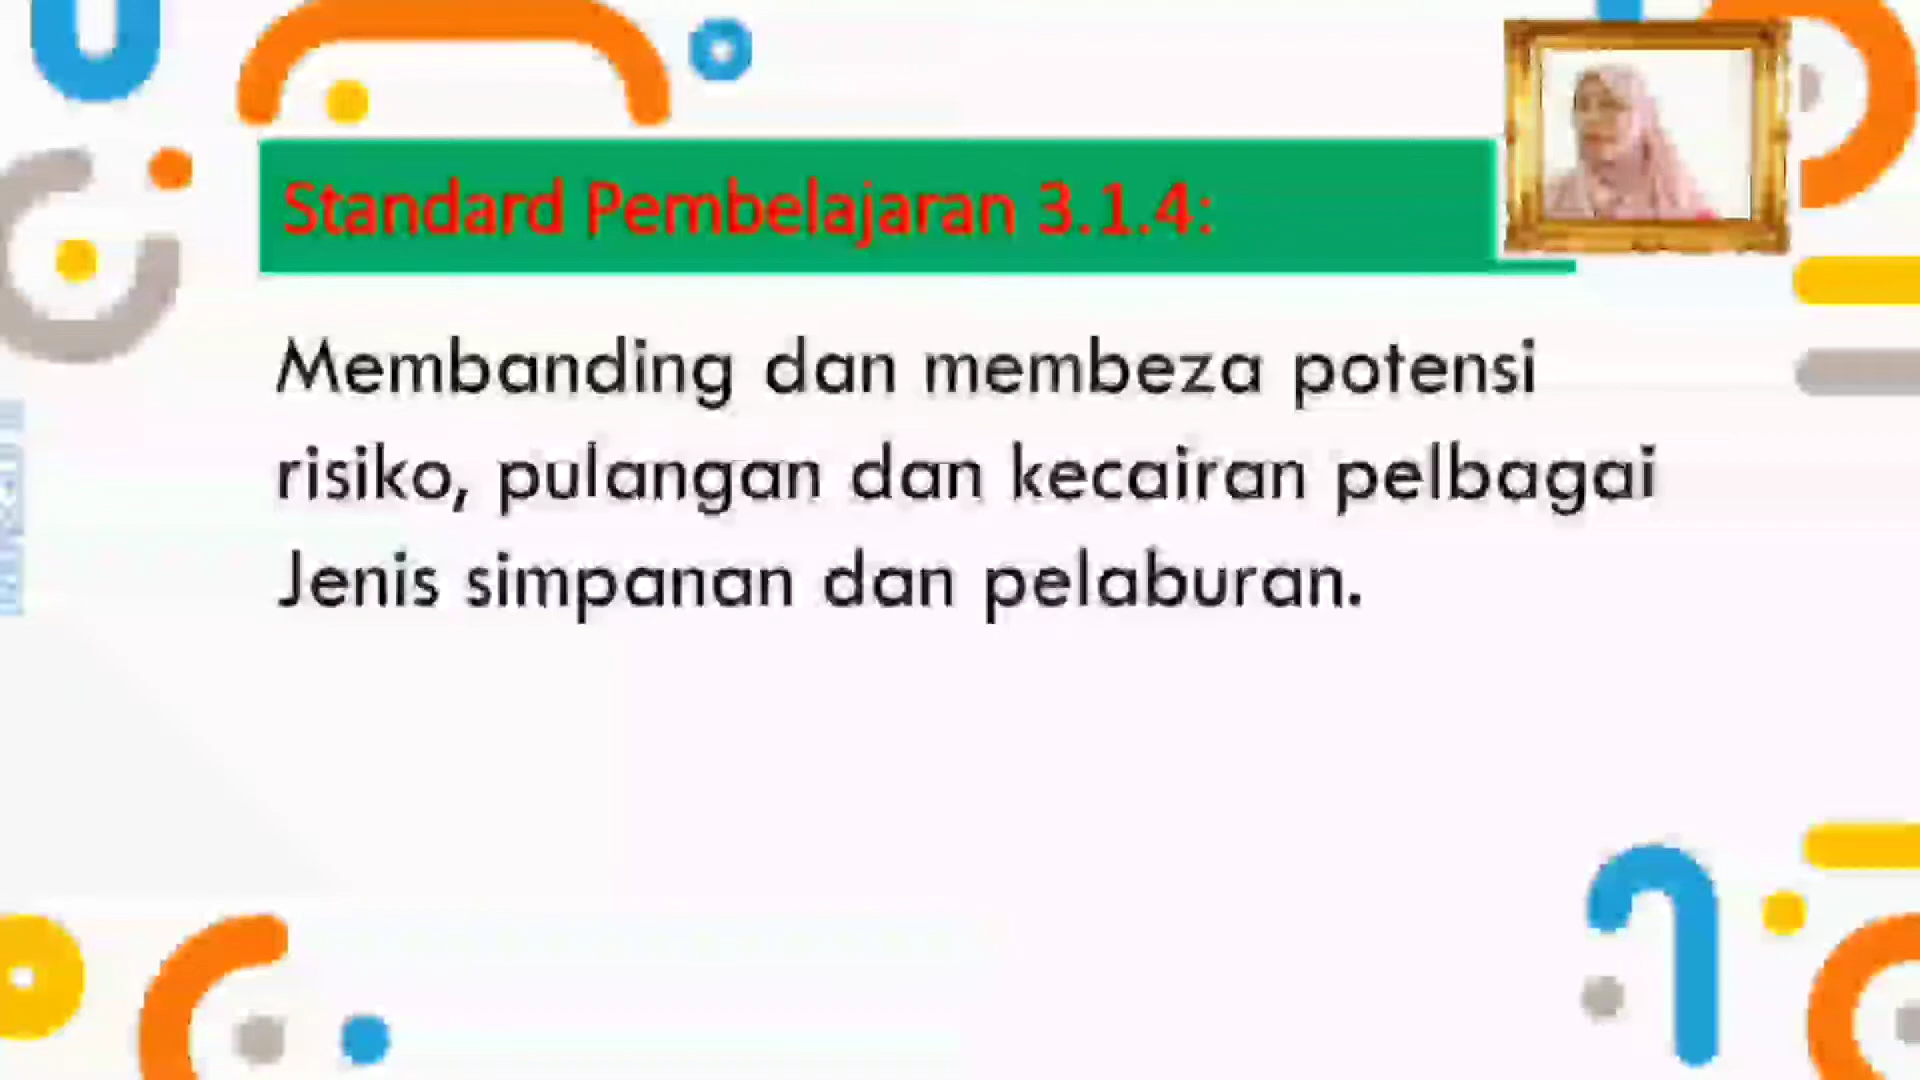 Standard Pembelajaran 3.1.4:
Membanding dan membeza potensi
risiko, pulangan dan kecairan pelbagai
Jenis simpanan dan pelaburan.